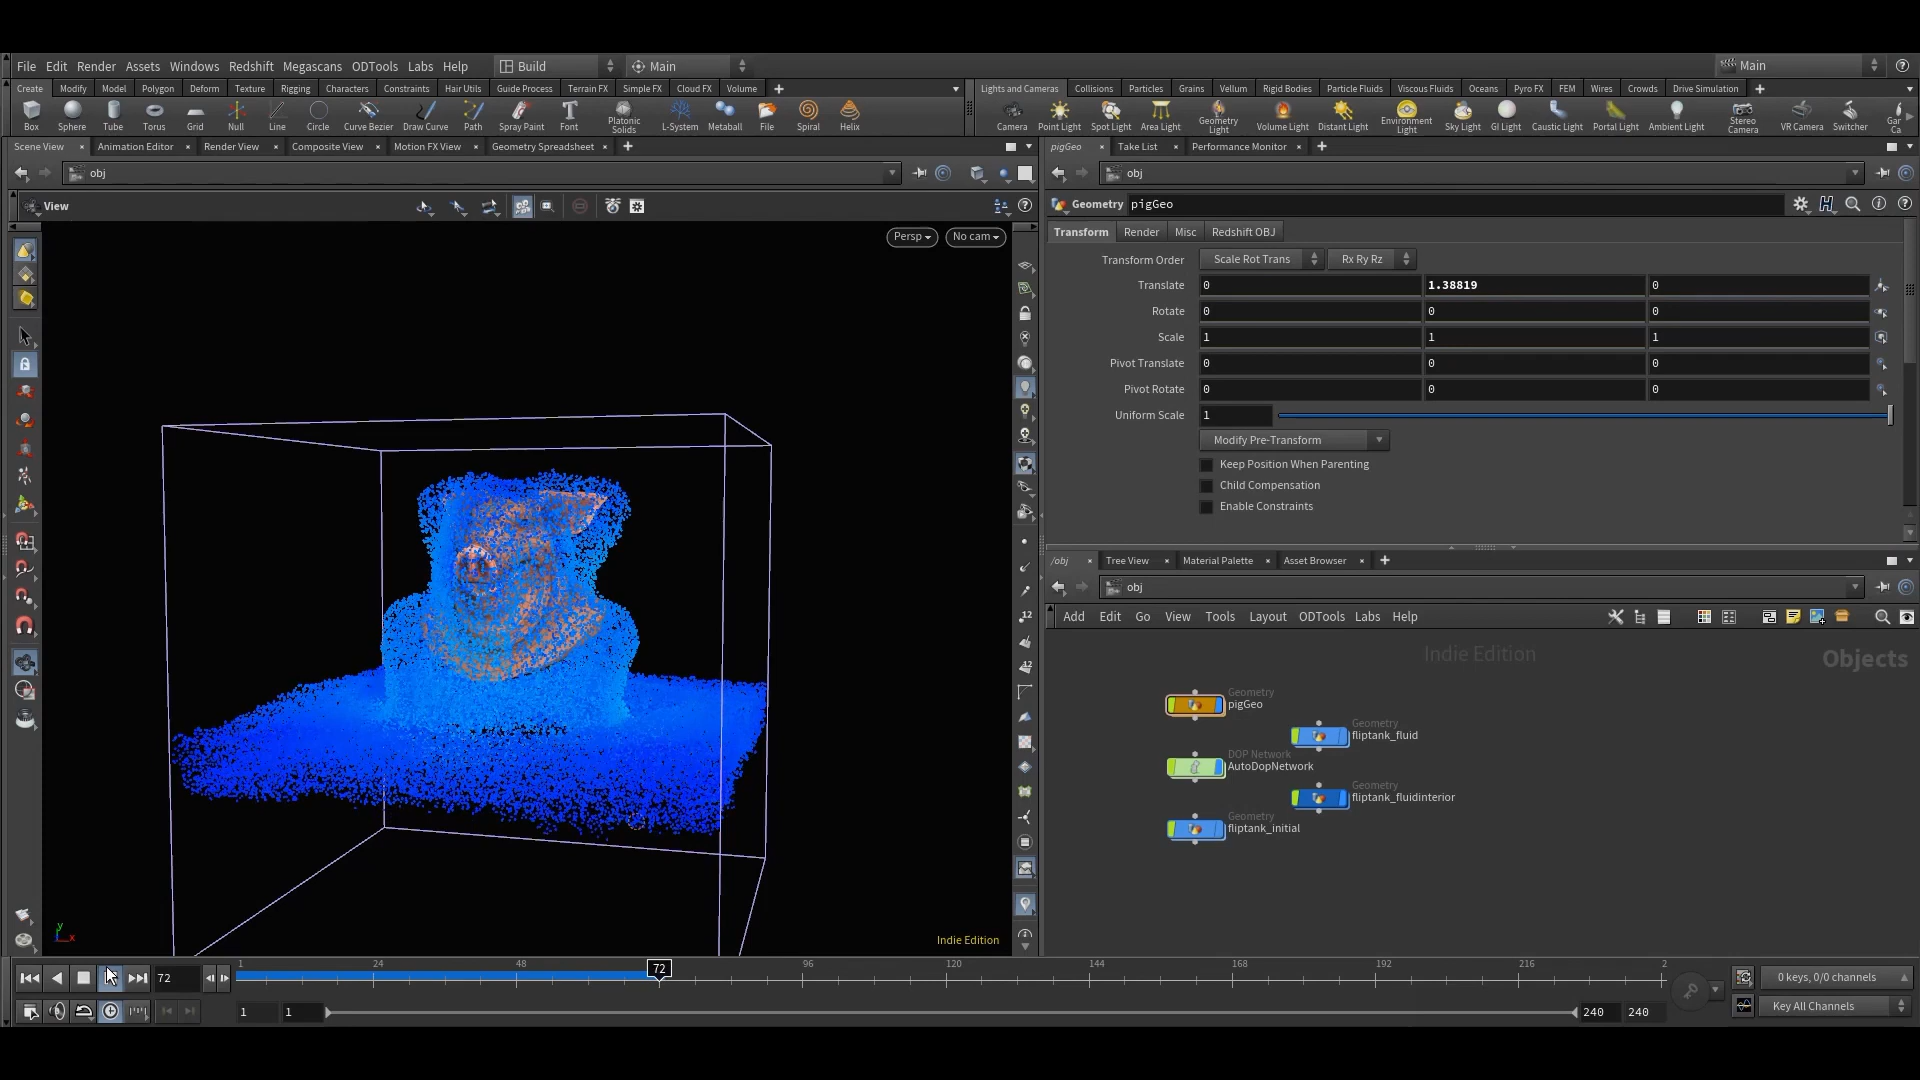 File Edit Render Assets Windows Redshift Megascans ODTools Labs Help Build Main Main
Create Modify Model Polygon Deform Texture Rigging Characters Constraints Hair Utils Guide Process Terrain FX Simple FX Cloud FX Volume
Lights and Cameras Collisions Particles Grains Vellum Rigid Bodies Particle Fluids Viscous Fluids Oceans Pyro FX FEM Wires Crowds Drive Simulation
Box Sphere Tube Torus Grid Null Line Circle Curve Bezier Draw Curve Path Spray Paint Font Platonic Solids L-System Metaball File Spiral Helix
Camera Point Light Spot Light Area Light Geometry Light Volume Light Distant Light Environment Light Sky Light GI Light Caustic Light Portal Light Ambient Light Stereo Camera VR Camera Switcher Gar Ca
Scene View Animation Editor Render View Composite View Motion FX View Geometry Spreadsheet
pigGeo Take List Performance Monitor
obj
obj
View
Geometry pigGeo
Persp No cam
Transform Render Misc Redshift OBJ
Transform Order Scale Rot Trans Rx Ry Rz
Translate 0 1.38819 0
Rotate 0 0 0
Scale 1 1 1
Pivot Translate 0 0 0
Pivot Rotate 0 0 0
Uniform Scale 1
Modify Pre-Transform
Keep Position When Parenting
Child Compensation
Enable Constraints
/obj Tree View Material Palette Asset Browser
obj
Add Edit Go View Tools Layout ODTools Labs Help
12
12
Indie Edition Objects
Geometry
pigGeo
Geometry
fliptank_fluid
DOP Network
AutoDopNetwork
Geometry
fliptank_fluidinterior
Geometry
fliptank_initial
y
x
Indie Edition
72 1 24 48 72 96 120 144 168 192 216 2
0 keys, 0/0 channels
1 1 240 240
Key All Channels